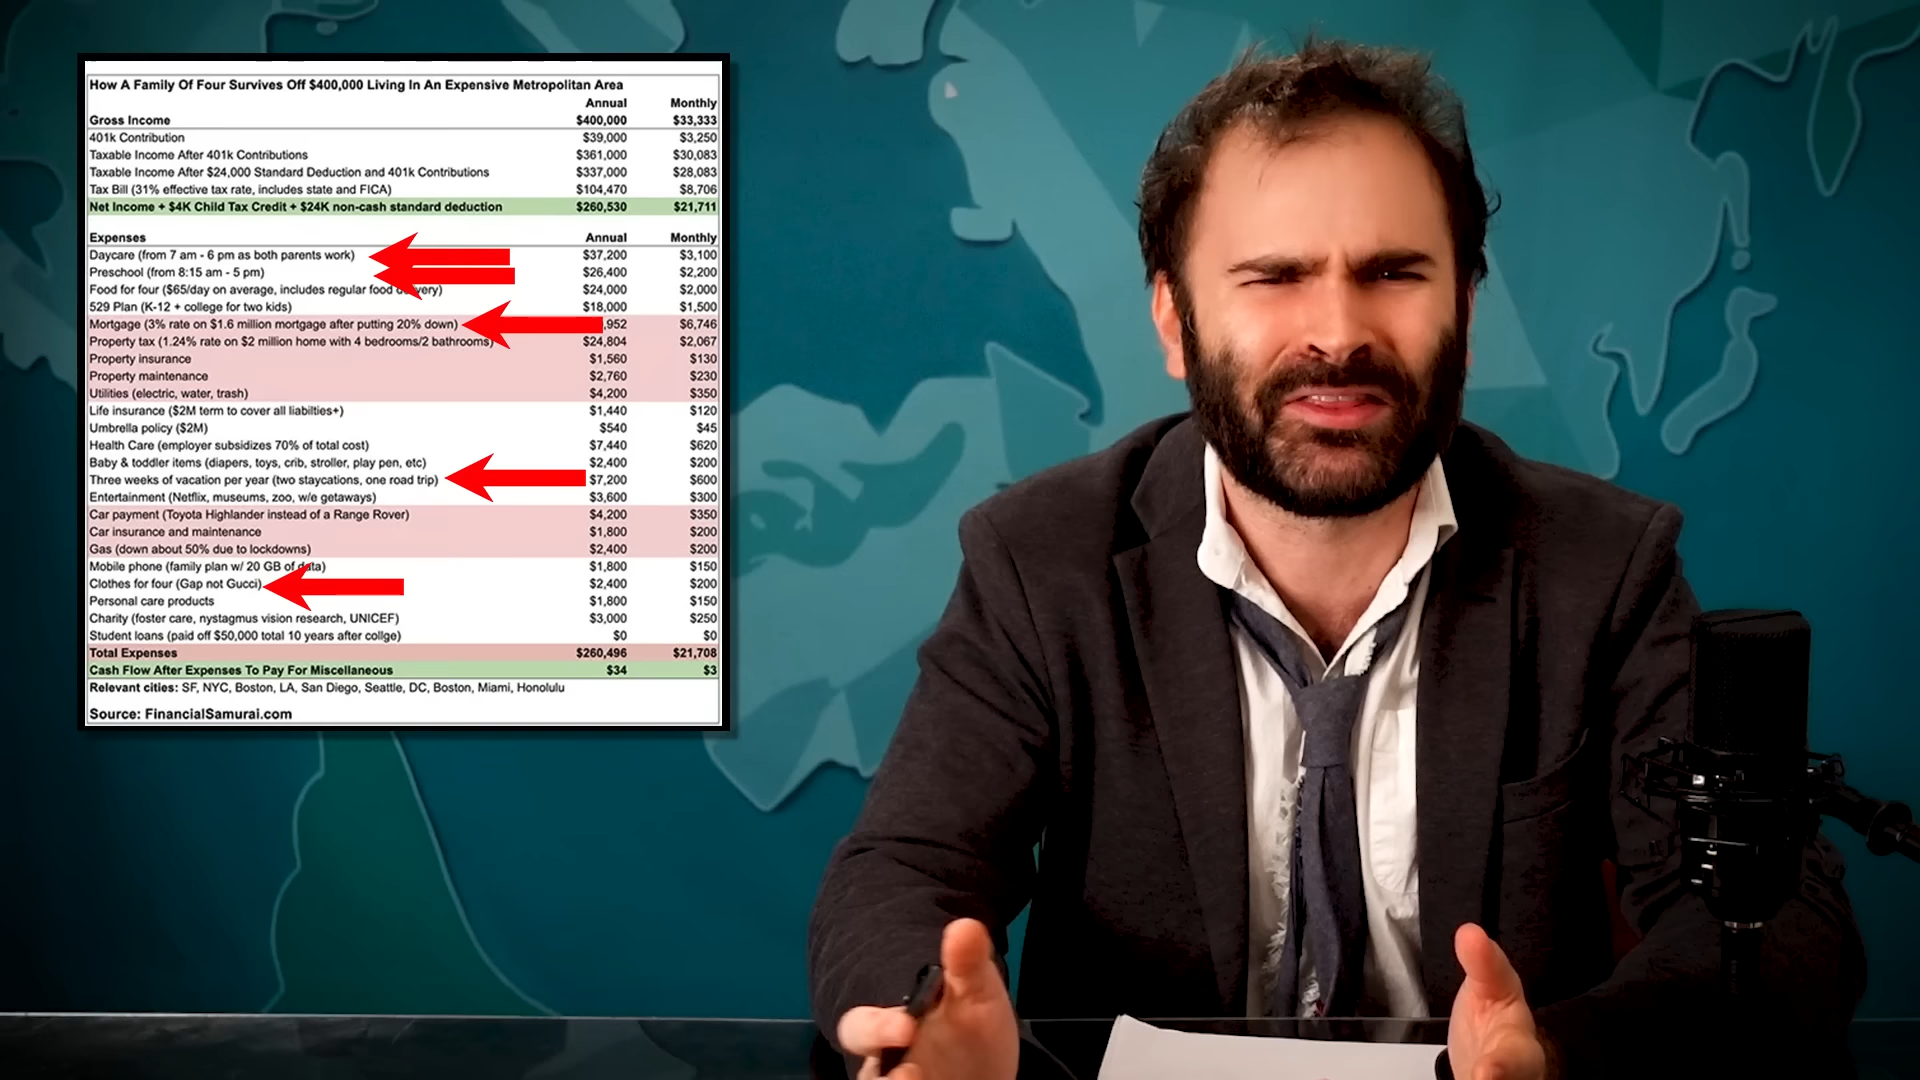 How A Family Of Four Survives Off $400,000 Living In An Expensive Metropolitan Area
Annual Monthly
Gross Income $400,000 $33,333
401k Contribution $39,000 $3,250
Taxable Income After 401k Contributions $361,000 $30,083
Taxable Income After $24,000 Standard Deduction and 401k Contributions $337,000 $28,083
Tax Bill (31% effective tax rate, includes state and FICA) $104,470 $8,706
Net Income + $4K Child Tax Credit + $24K non-cash standard deduction $260,530 $21,711
Expenses Annual Monthly
Daycare (from 7 am - 6 pm as both parents work) $37,200 $3,100
Preschool (from 8:15 am - 5 pm) $26,400 $2,200
Food for four ($65/day on average, includes regular food $24,000 $2,000
529 Plan (K-12 + college for two kids) $18,000 $1,500
Mortgage (3% rate on $1.6 million mortgage after putting 20% down) ,952 $6,746
Property tax (1.24% rate on $2 million home with 4 bedrooms/2 bathrooms) $24,804 $2,067
Property insurance $1,560 $130
Property maintenance $2,760 $230
Utilities (electric, water, trash) $4,200 $350
Life insurance ($2M term to cover all liabilties+) $1,440 $120
Umbrella policy ($2M) $540 $45
Health Care (employer subsidizes 70% of total cost) $7,440 $620
Baby & toddler items (diapers, toys, crib, stroller, play pen, etc) $2,400 $200
Three weeks of vacation per year (two staycations, one road trip) $7,200 $600
Entertainment (Netflix, museums, zoo, w/e getaways) $3,600 $300
Car payment (Toyota Highlander instead of a Range Rover) $4,200 $350
Car insurance and maintenance $1,800 $200
Gas (down about 50% due to lockdowns) $2,400 $200
Mobile phone (family plan w/ 20 GB of data) $1,800 $150
Clothes for four (Gap not Gucci) $2,400 $200
Personal care products $1,800 $150
Charity (foster care, nystagmus vision research, UNICEF) $3,000 $250
Student loans (paid off $50,000 total 10 years after collge) $0 $0
Total Expenses $260,496 $21,708
Cash Flow After Expenses To Pay For Miscellaneous $34 $3
Relevant cities: SF, NYC, Boston, LA, San Diego, Seattle, DC, Boston, Miami, Honolulu
Source: FinancialSamurai.com